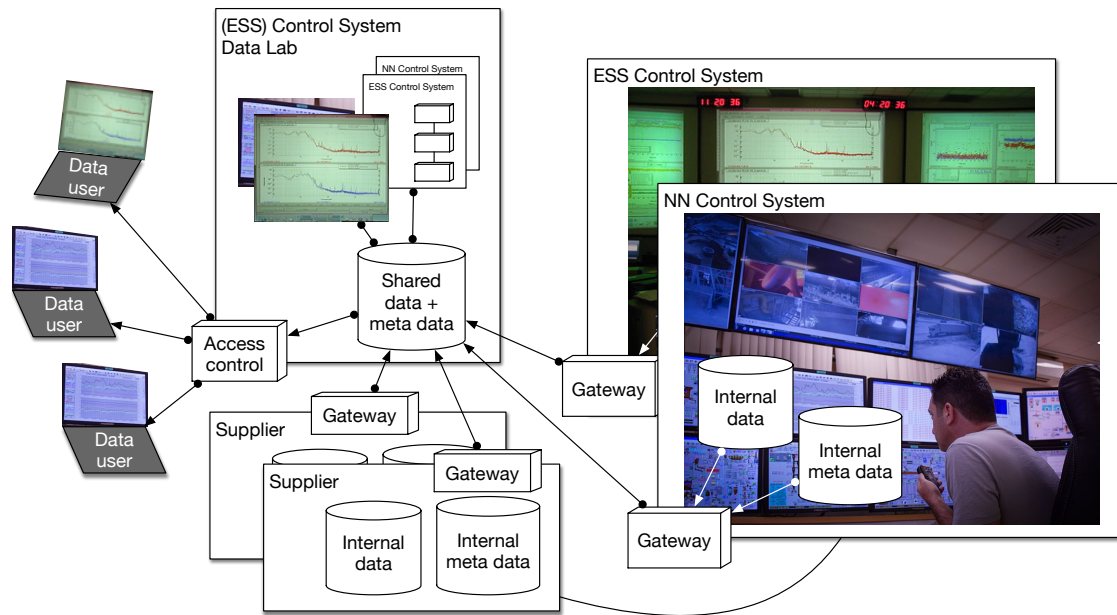 (ESS) Control System
Data Lab
NN Control System
ESS Control System
ESS Control System
11 20 36
04 20 36
NN Control System
Data
user
Data
user
Data
user
Shared
data +
meta data
Access
control
Gateway
Gateway
Gateway
Gateway
Supplier
Supplier
Internal
data
Internal
meta data
Internal
data
Internal
meta data